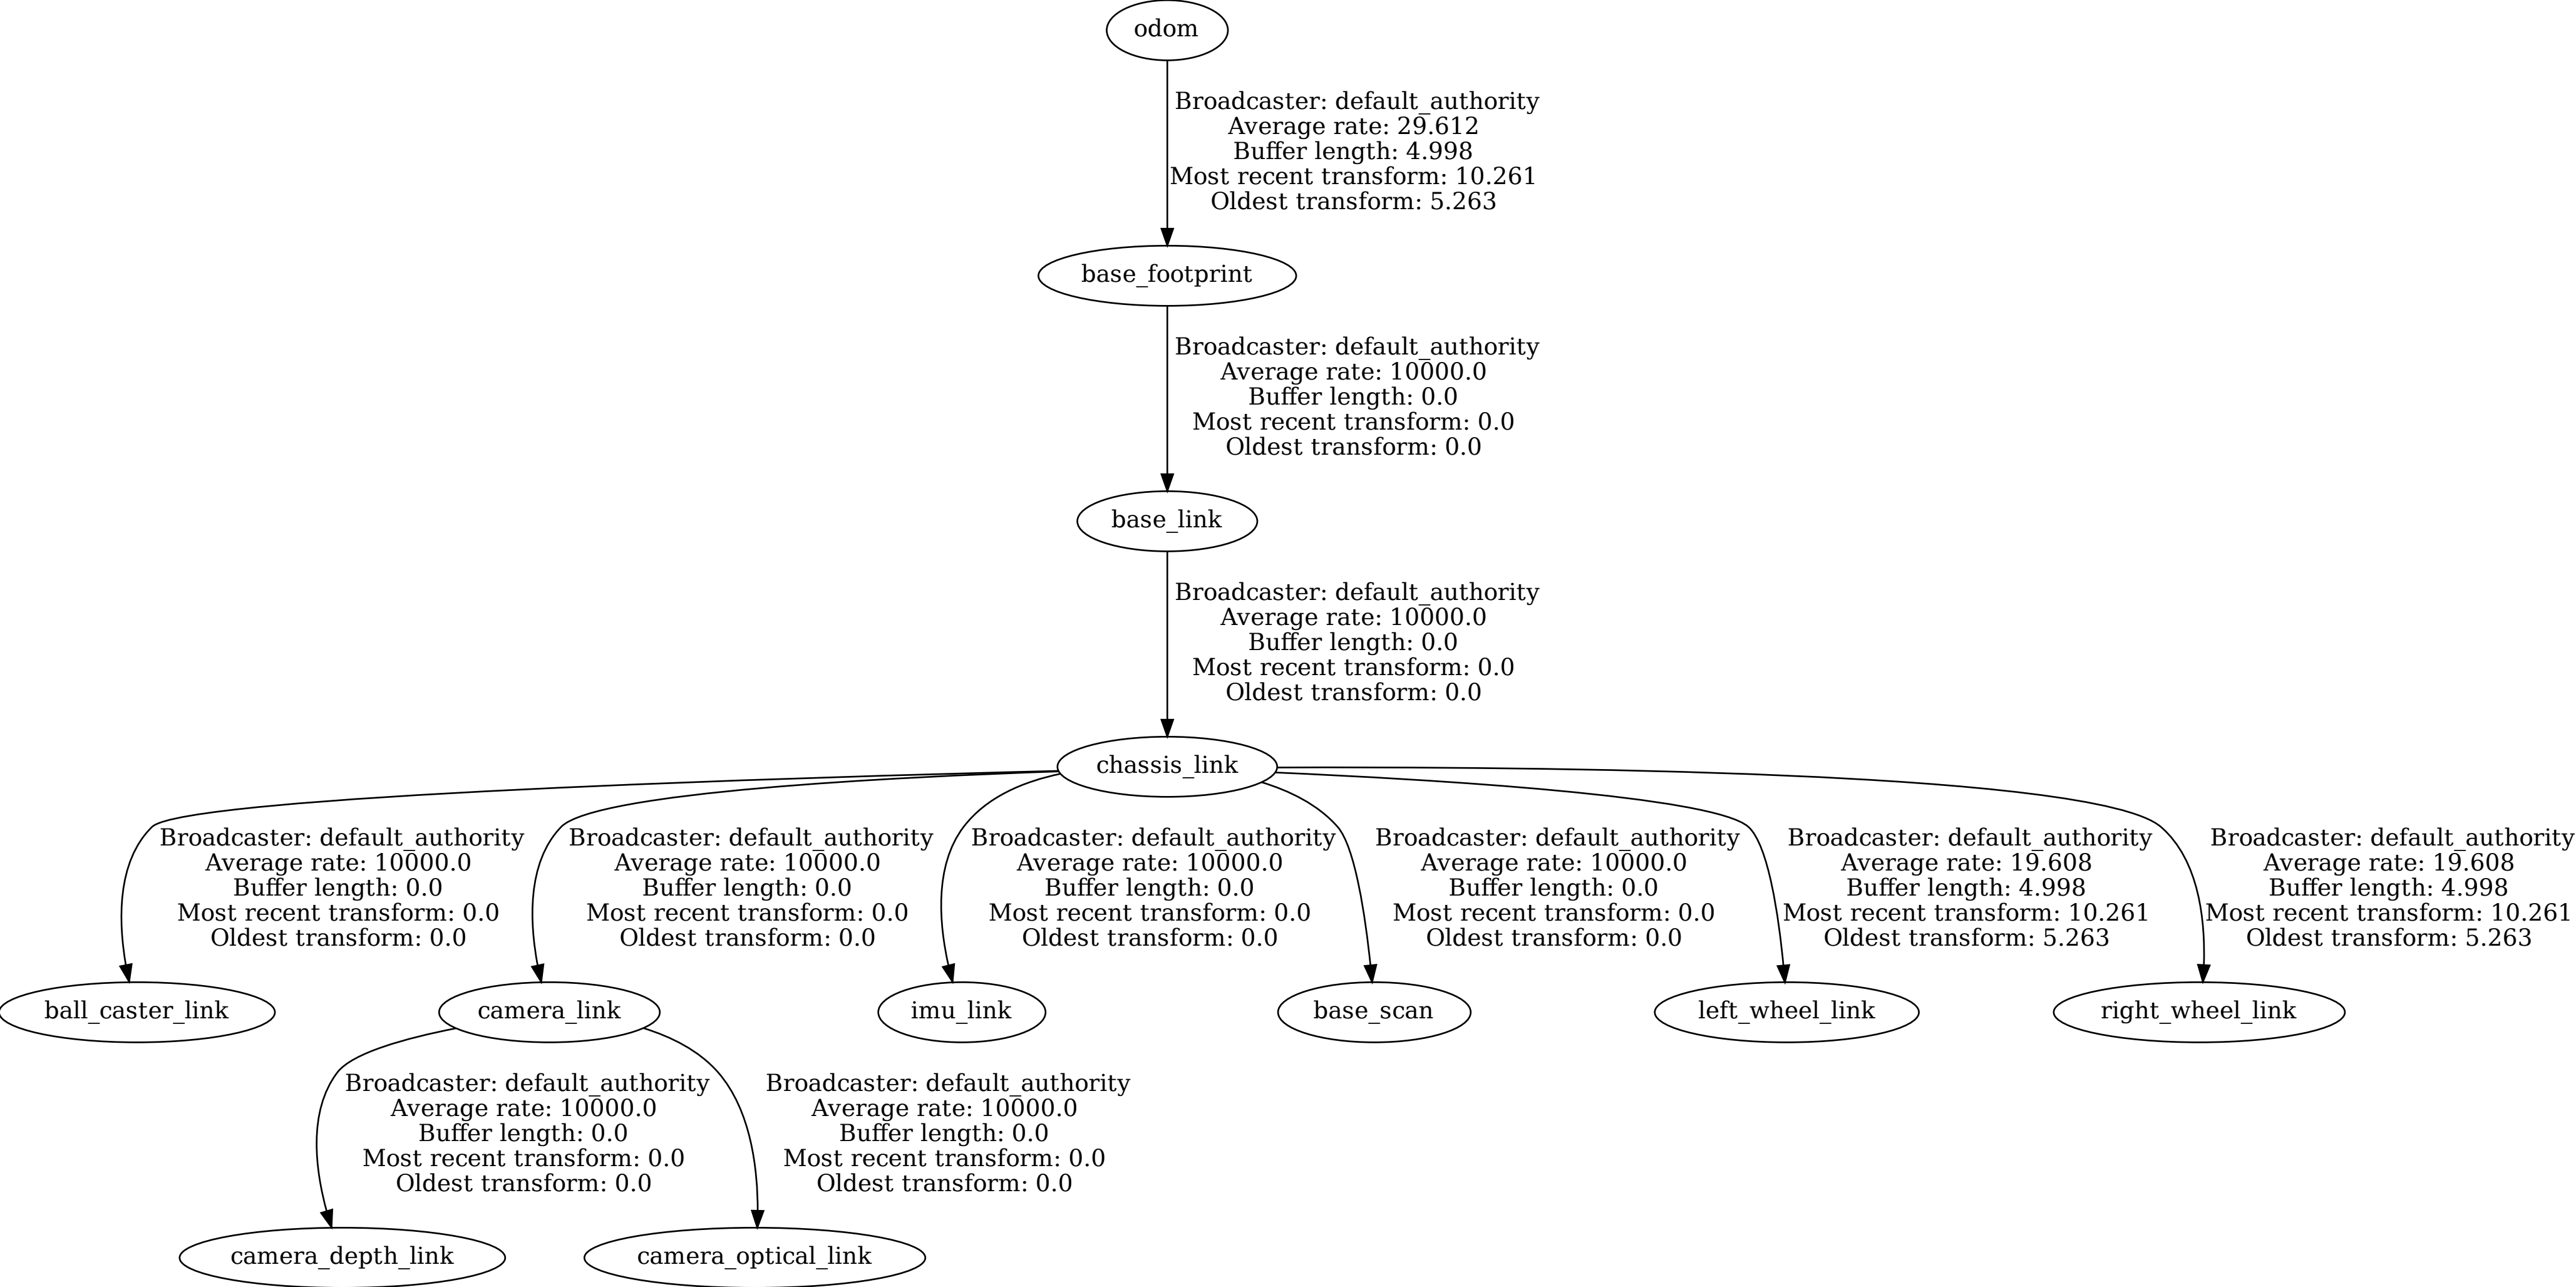 odom
Broadcaster: default_authority
Average rate: 29.612
Buffer length: 4.998
Most recent transform: 10.261
Oldest transform: 5.263
base_footprint
Broadcaster: default_authority
Average rate: 10000.0
Buffer length: 0.0
Most recent transform: 0.0
Oldest transform: 0.0
base_link
Broadcaster: default_authority
Average rate: 10000.0
Buffer length: 0.0
Most recent transform: 0.0
Oldest transform: 0.0
chassis_link
Broadcaster: default_authority
Average rate: 10000.0
Buffer length: 0.0
Most recent transform: 0.0
Oldest transform: 0.0
Broadcaster: default_authority
Average rate: 10000.0
Buffer length: 0.0
Most recent transform: 0.0
Oldest transform: 0.0
Broadcaster: default_authority
Average rate: 10000.0
Buffer length: 0.0
Most recent transform: 0.0
Oldest transform: 0.0
Broadcaster: default_authority
Average rate: 10000.0
Buffer length: 0.0
Most recent transform: 0.0
Oldest transform: 0.0
Broadcaster: default_authority
Average rate: 19.608
Buffer length: 4.998
Most recent transform: 10.261
Oldest transform: 5.263
Broadcaster: default_authority
Average rate: 19.608
Buffer length: 4.998
Most recent transform: 10.261
Oldest transform: 5.263
ball_caster_link
camera_link
imu_link
base_scan
left_wheel_link
right_wheel_link
Broadcaster: default_authority
Average rate: 10000.0
Buffer length: 0.0
Most recent transform: 0.0
Oldest transform: 0.0
Broadcaster: default_authority
Average rate: 10000.0
Buffer length: 0.0
Most recent transform: 0.0
Oldest transform: 0.0
camera_depth_link
camera_optical_link